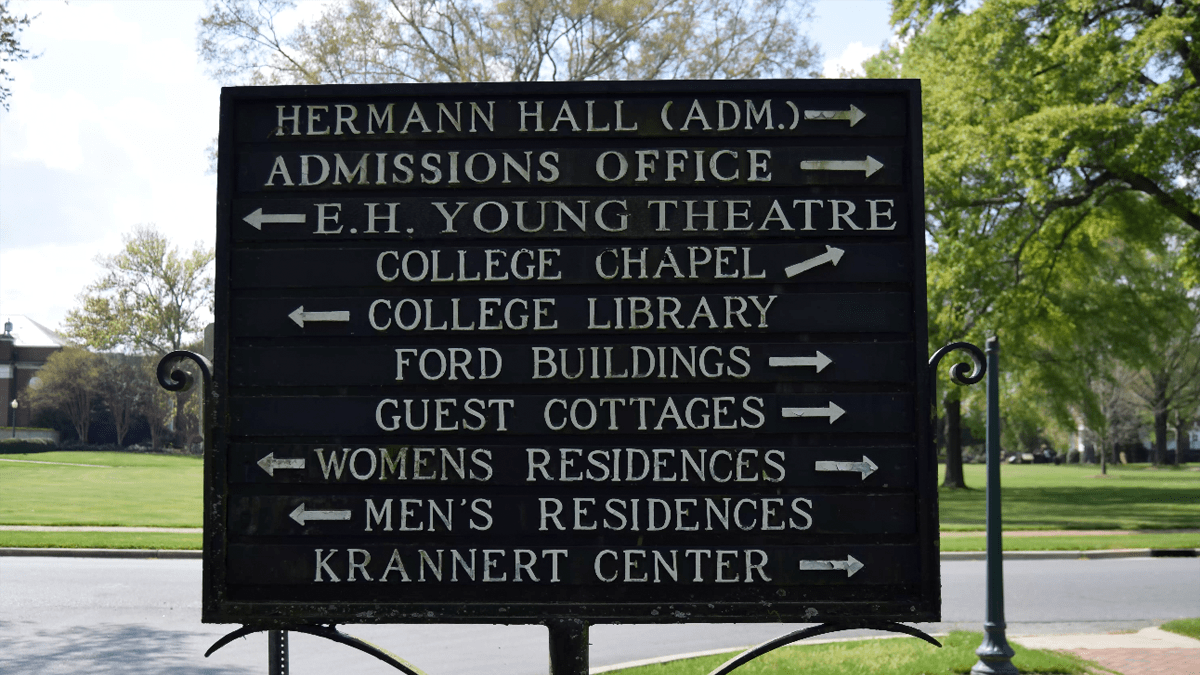 HERMANN HALL (ADM.) →
ADMISSIONS OFFICE →
← E.H. YOUNG THEATRE
COLLEGE CHAPEL ↗
← COLLEGE LIBRARY
FORD BUILDINGS →
GUEST COTTAGES →
← WOMENS RESIDENCES →
← MEN'S RESIDENCES
KRANNERT CENTER →